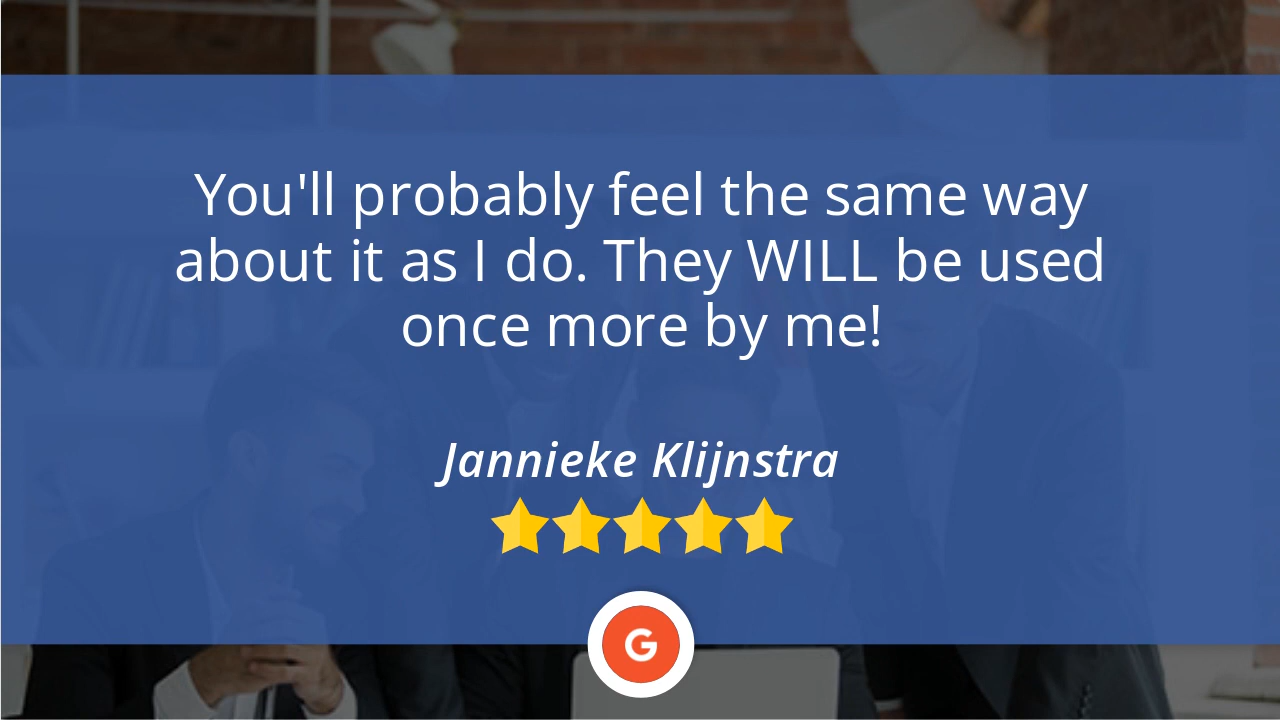 You'll probably feel the same way
about it as I do. They WILL be used
once more by me!
Jannieke Klijnstra
G